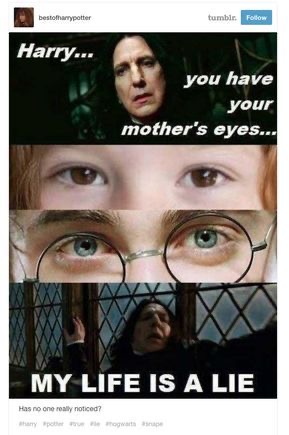 bestofharrypotter
tumblr.
Follow
Harry...
you have
your
mother's eyes...
MY LIFE IS A LIE
Has no one really noticed?
#harry #potter #true #lie #hogwarts #snape